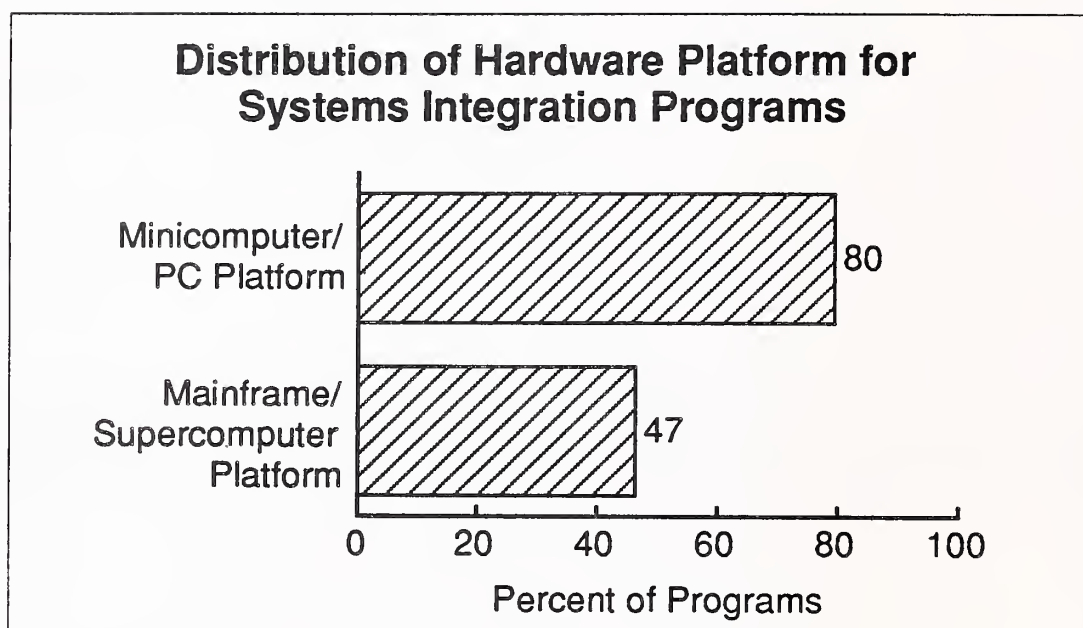 Distribution of Hardware Platform for
Systems Integration Programs
Minicomputer/
PC Platform
80
Mainframe/
Supercomputer
Platform
47
0 20 40 60 80 100
Percent of Programs